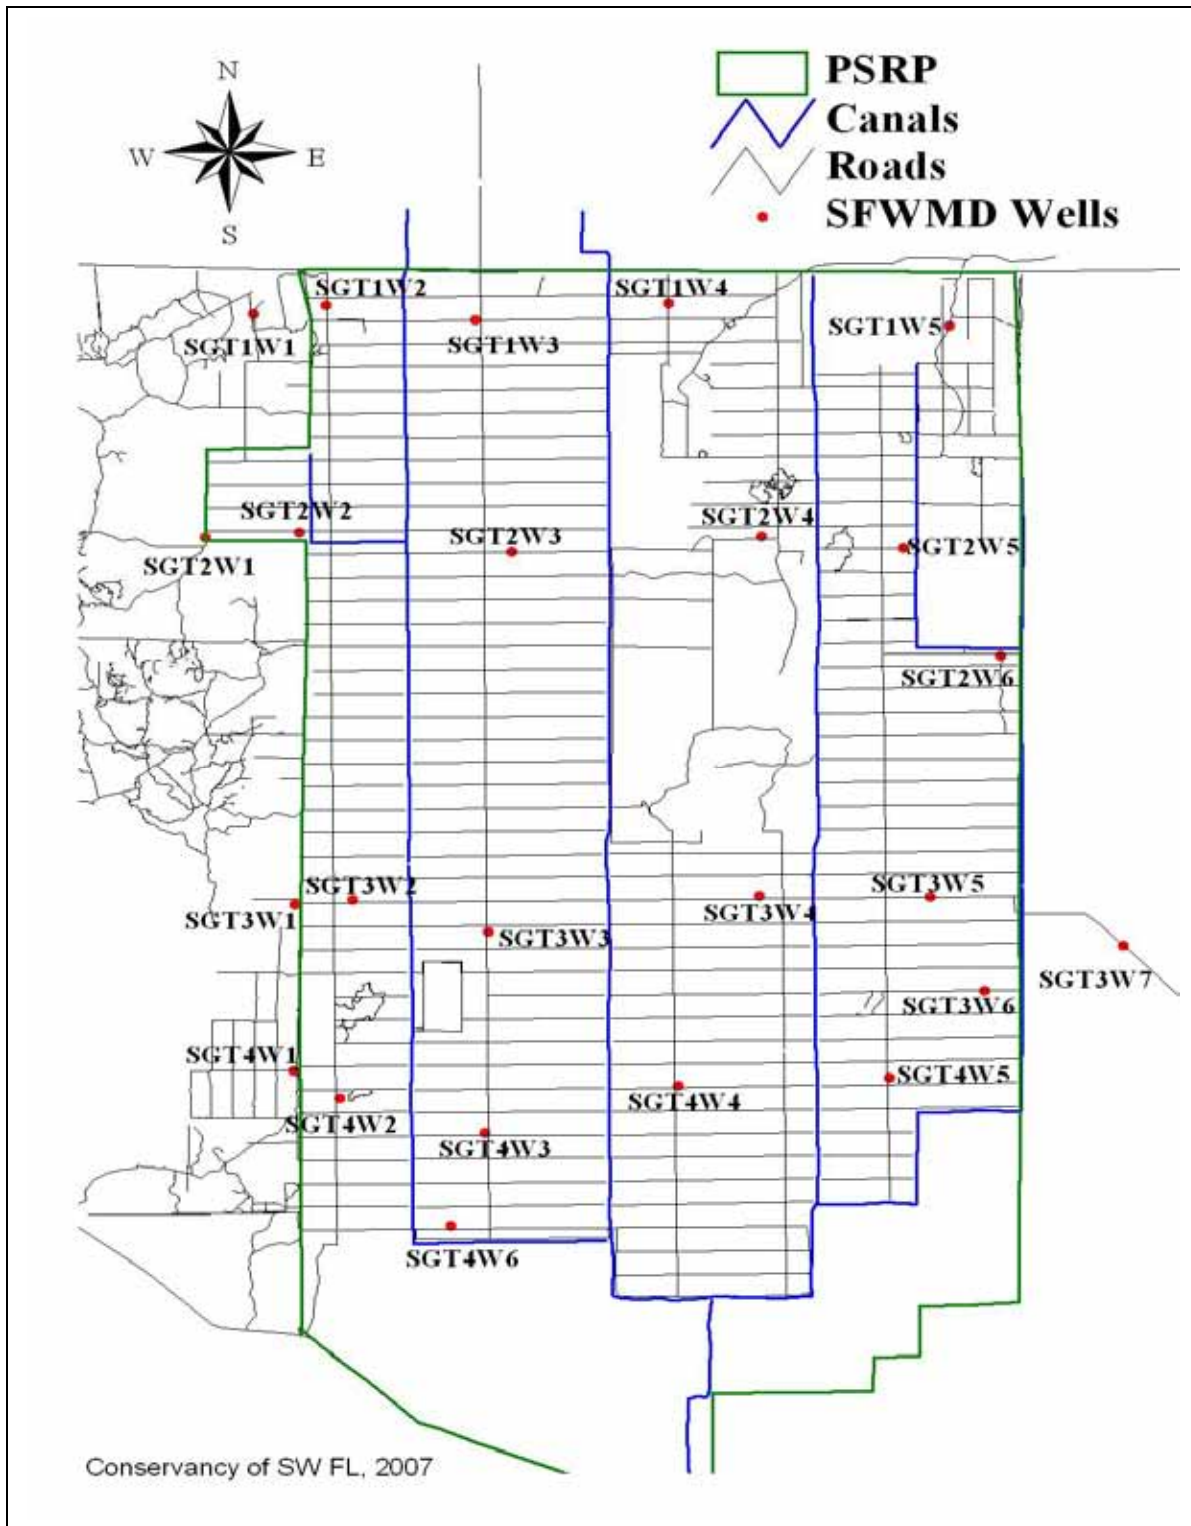 N
W E
S
PSRP
Canals
Roads
SFWMD Wells
SGT1W2
SGT1W4
SGT1W1
SGT1W3
SGT1W5
SGT2W2
SGT2W4
SGT2W3
SGT2W5
SGT2W1
SGT2W6
SGT3W2
SGT3W5
SGT3W1
SGT3W4
SGT3W3
SGT3W7
SGT3W6
SGT4W1
SGT4W5
SGT4W4
SGT4W2
SGT4W3
SGT4W6
Conservancy of SW FL, 2007